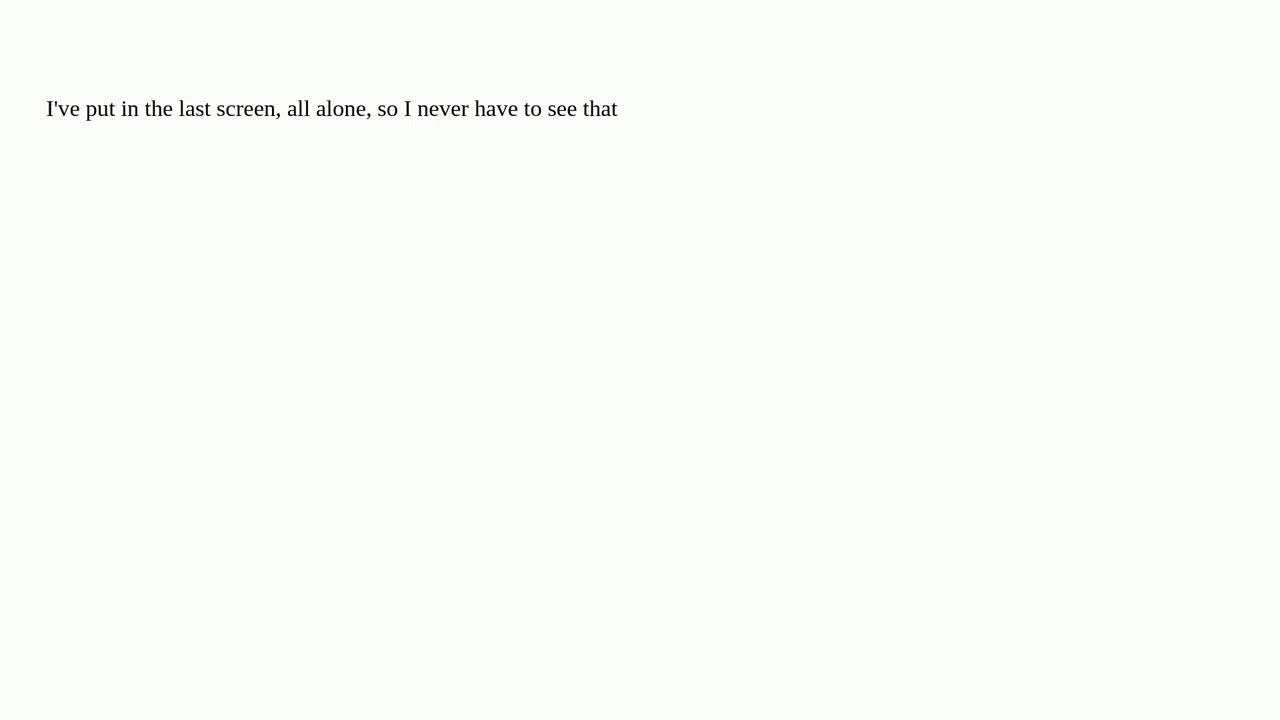 I've put in the last screen, all alone, so I never have to see that